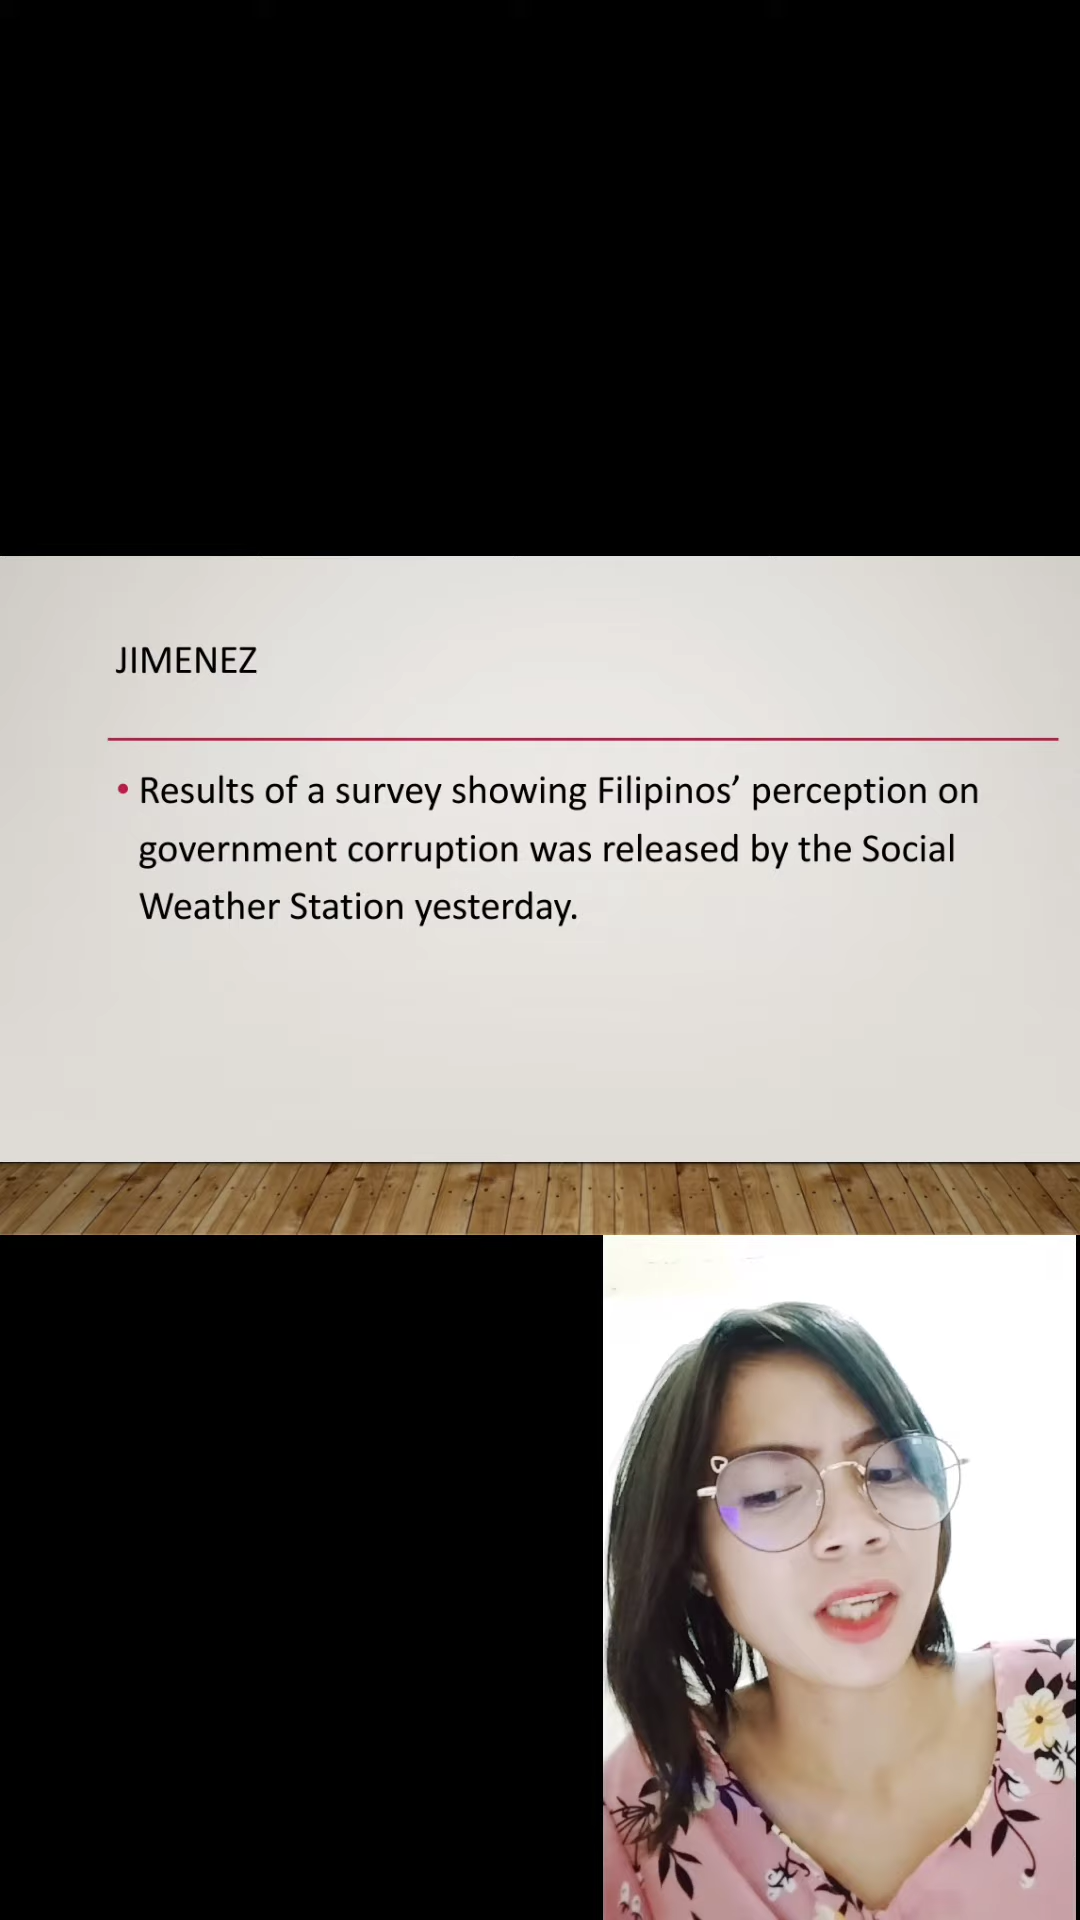 JIMENEZ
• Results of a survey showing Filipinos’ perception on
government corruption was released by the Social
Weather Station yesterday.